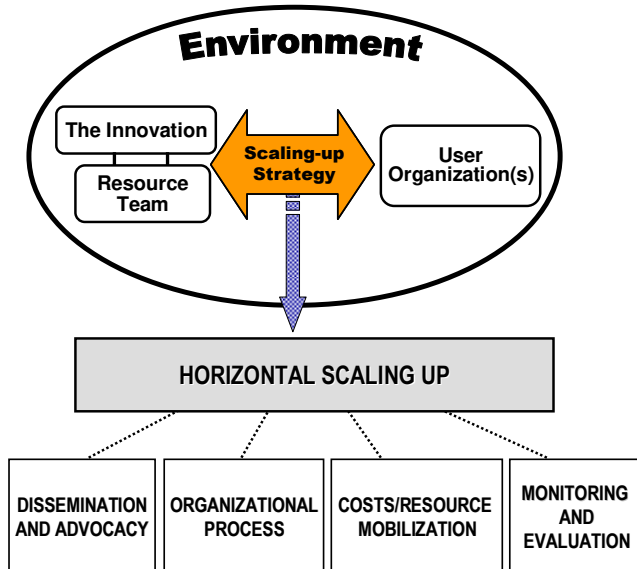 Environment
The Innovation
Resource
Team
Scaling-up
Strategy
User
Organization(s)
HORIZONTAL SCALING UP
DISSEMINATION
AND ADVOCACY
ORGANIZATIONAL
PROCESS
COSTS/RESOURCE
MOBILIZATION
MONITORING
AND
EVALUATION